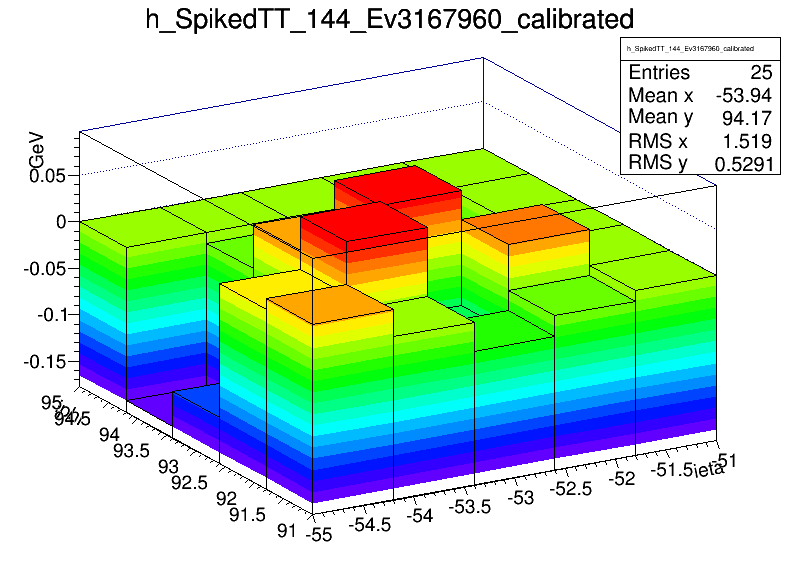 h_SpikedTT_144_Ev3167960_calibrated
h_SpikedTT_144_Ev3167960_calibrated
Entries 25
Mean x -53.94
Mean y 94.17
RMS x 1.519
RMS y 0.5291
GeV
0.05
0
-0.05
-0.1
-0.15
95
94.5
94
93.5
93
92.5
92
91.5
91
-55
-54.5
-54
-53.5
-53
-52.5
-52
-51.5
ieta
-51